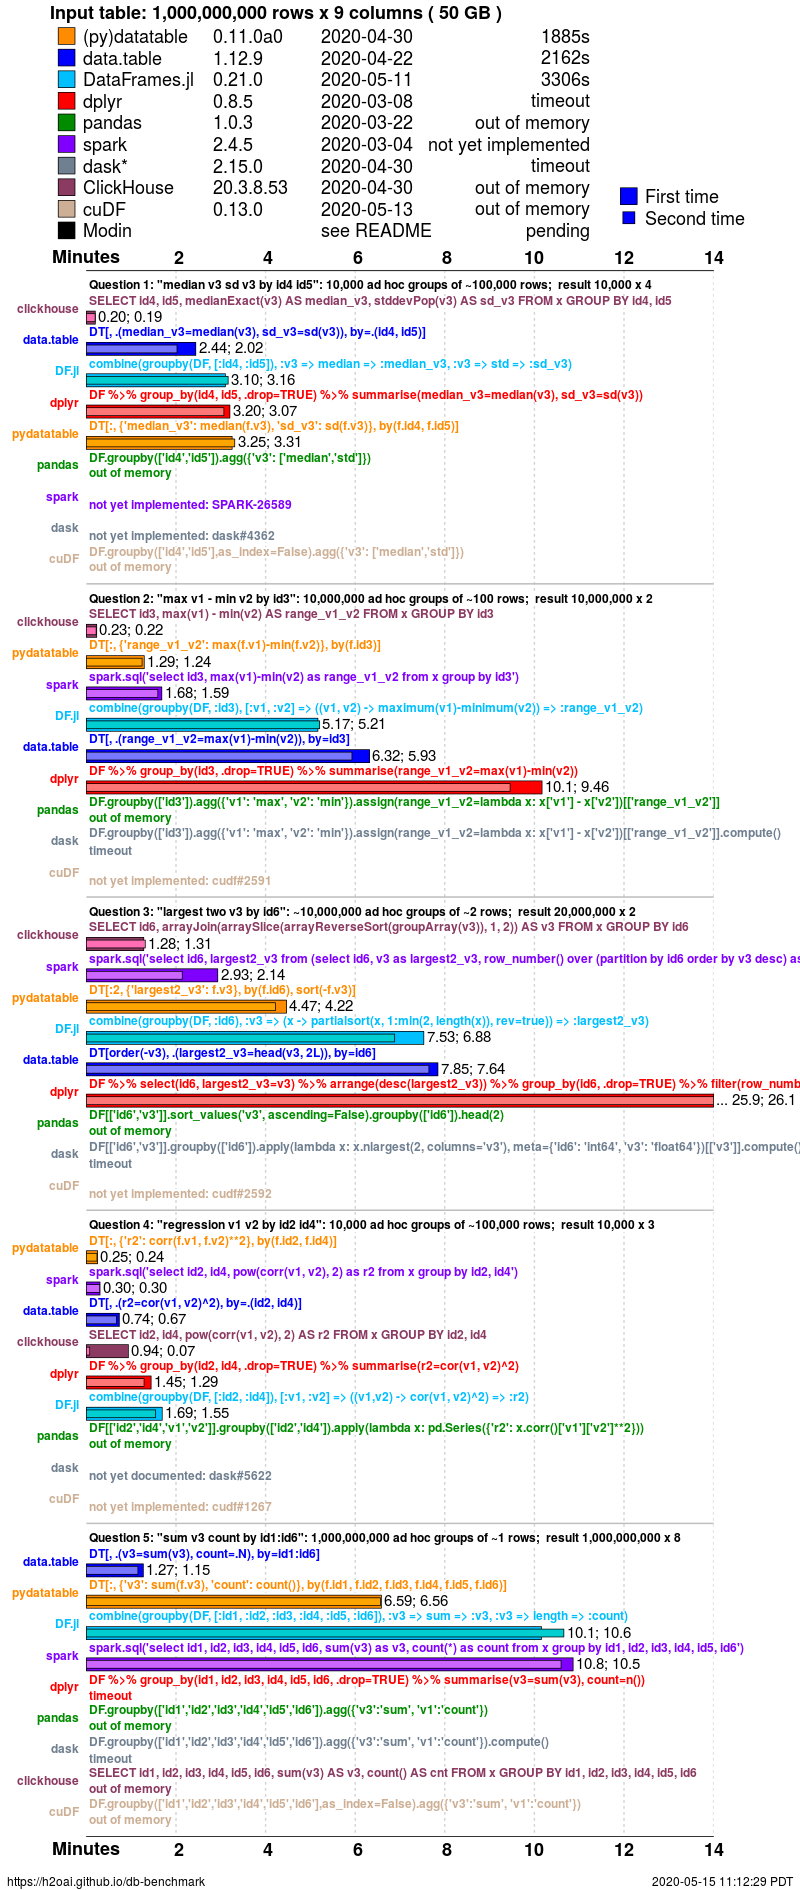 Input table: 1,000,000,000 rows x 9 columns ( 50 GB )
(py)datatable 0.11.0a0 2020-04-30 1885s
data.table 1.12.9 2020-04-22 2162s
DataFrames.jl 0.21.0 2020-05-11 3306s
dplyr 0.8.5 2020-03-08 timeout
pandas 1.0.3 2020-03-22 out of memory
spark 2.4.5 2020-03-04 not yet implemented
dask* 2.15.0 2020-04-30 timeout
ClickHouse 20.3.8.53 2020-04-30 out of memory
cuDF 0.13.0 2020-05-13 out of memory
Modin see README pending
First time
Second time
Minutes 2 4 6 8 10 12 14
Question 1: "median v3 sd v3 by id4 id5": 10,000 ad hoc groups of ~100,000 rows; result 10,000 x 4
SELECT id4, id5, medianExact(v3) AS median_v3, stddevPop(v3) AS sd_v3 FROM x GROUP BY id4, id5
clickhouse 0.20; 0.19
DT[, .(median_v3=median(v3), sd_v3=sd(v3)), by=.(id4, id5)]
data.table 2.44; 2.02
combine(groupby(DF, [:id4, :id5]), :v3 => median => :median_v3, :v3 => std => :sd_v3)
DF.jl 3.10; 3.16
DF %>% group_by(id4, id5, .drop=TRUE) %>% summarise(median_v3=median(v3), sd_v3=sd(v3))
dplyr 3.20; 3.07
DT[:, {'median_v3': median(f.v3), 'sd_v3': sd(f.v3)}, by(f.id4, f.id5)]
pydatatable 3.25; 3.31
DF.groupby(['id4','id5']).agg({'v3': ['median','std']})
pandas out of memory
spark not yet implemented: SPARK-26589
dask not yet implemented: dask#4362
DF.groupby(['id4','id5'],as_index=False).agg({'v3': ['median','std']})
cuDF out of memory
Question 2: "max v1 - min v2 by id3": 10,000,000 ad hoc groups of ~100 rows; result 10,000,000 x 2
SELECT id3, max(v1) - min(v2) AS range_v1_v2 FROM x GROUP BY id3
clickhouse 0.23; 0.22
DT[:, {'range_v1_v2': max(f.v1)-min(f.v2)}, by(f.id3)]
pydatatable 1.29; 1.24
spark.sql('select id3, max(v1)-min(v2) as range_v1_v2 from x group by id3')
spark 1.68; 1.59
combine(groupby(DF, :id3), [:v1, :v2] => ((v1, v2) -> maximum(v1)-minimum(v2)) => :range_v1_v2)
DF.jl 5.17; 5.21
DT[, .(range_v1_v2=max(v1)-min(v2)), by=id3]
data.table 6.32; 5.93
DF %>% group_by(id3, .drop=TRUE) %>% summarise(range_v1_v2=max(v1)-min(v2))
dplyr 10.1; 9.46
DF.groupby(['id3']).agg({'v1': 'max', 'v2': 'min'}).assign(range_v1_v2=lambda x: x['v1'] - x['v2'])[['range_v1_v2']]
pandas out of memory
DF.groupby(['id3']).agg({'v1': 'max', 'v2': 'min'}).assign(range_v1_v2=lambda x: x['v1'] - x['v2'])[['range_v1_v2']].compute()
dask timeout
cuDF not yet implemented: cudf#2591
Question 3: "largest two v3 by id6": ~10,000,000 ad hoc groups of ~2 rows; result 20,000,000 x 2
SELECT id6, arrayJoin(arraySlice(arrayReverseSort(groupArray(v3)), 1, 2)) AS v3 FROM x GROUP BY id6
clickhouse 1.28; 1.31
spark.sql('select id6, largest2_v3 from (select id6, v3 as largest2_v3, row_number() over (partition by id6 order by v3 desc) as
spark 2.93; 2.14
DT[:2, {'largest2_v3': f.v3}, by(f.id6), sort(-f.v3)]
pydatatable 4.47; 4.22
combine(groupby(DF, :id6), :v3 => (x -> partialsort(x, 1:min(2, length(x)), rev=true)) => :largest2_v3)
DF.jl 7.53; 6.88
DT[order(-v3), .(largest2_v3=head(v3, 2L)), by=id6]
data.table 7.85; 7.64
DF %>% select(id6, largest2_v3=v3) %>% arrange(desc(largest2_v3)) %>% group_by(id6, .drop=TRUE) %>% filter(row_numb
dplyr ... 25.9; 26.1
DF[['id6','v3']].sort_values('v3', ascending=False).groupby(['id6']).head(2)
pandas out of memory
DF[['id6','v3']].groupby(['id6']).apply(lambda x: x.nlargest(2, columns='v3'), meta={'id6': 'int64', 'v3': 'float64'})[['v3']].compute()
dask timeout
cuDF not yet implemented: cudf#2592
Question 4: "regression v1 v2 by id2 id4": 10,000 ad hoc groups of ~100,000 rows; result 10,000 x 3
DT[:, {'r2': corr(f.v1, f.v2)**2}, by(f.id2, f.id4)]
pydatatable 0.25; 0.24
spark.sql('select id2, id4, pow(corr(v1, v2), 2) as r2 from x group by id2, id4')
spark 0.30; 0.30
DT[, .(r2=cor(v1, v2)^2), by=.(id2, id4)]
data.table 0.74; 0.67
SELECT id2, id4, pow(corr(v1, v2), 2) AS r2 FROM x GROUP BY id2, id4
clickhouse 0.94; 0.07
DF %>% group_by(id2, id4, .drop=TRUE) %>% summarise(r2=cor(v1, v2)^2)
dplyr 1.45; 1.29
combine(groupby(DF, [:id2, :id4]), [:v1, :v2] => ((v1,v2) -> cor(v1, v2)^2) => :r2)
DF.jl 1.69; 1.55
DF[['id2','id4','v1','v2']].groupby(['id2','id4']).apply(lambda x: pd.Series({'r2': x.corr()['v1']['v2']**2}))
pandas out of memory
dask not yet documented: dask#5622
cuDF not yet implemented: cudf#1267
Question 5: "sum v3 count by id1:id6": 1,000,000,000 ad hoc groups of ~1 rows; result 1,000,000,000 x 8
DT[, .(v3=sum(v3), count=.N), by=id1:id6]
data.table 1.27; 1.15
DT[:, {'v3': sum(f.v3), 'count': count()}, by(f.id1, f.id2, f.id3, f.id4, f.id5, f.id6)]
pydatatable 6.59; 6.56
combine(groupby(DF, [:id1, :id2, :id3, :id4, :id5, :id6]), :v3 => sum => :v3, :v3 => length => :count)
DF.jl 10.1; 10.6
spark.sql('select id1, id2, id3, id4, id5, id6, sum(v3) as v3, count(*) as count from x group by id1, id2, id3, id4, id5, id6')
spark 10.8; 10.5
DF %>% group_by(id1, id2, id3, id4, id5, id6, .drop=TRUE) %>% summarise(v3=sum(v3), count=n())
dplyr timeout
DF.groupby(['id1','id2','id3','id4','id5','id6']).agg({'v3':'sum', 'v1':'count'})
pandas out of memory
DF.groupby(['id1','id2','id3','id4','id5','id6']).agg({'v3':'sum', 'v1':'count'}).compute()
dask timeout
SELECT id1, id2, id3, id4, id5, id6, sum(v3) AS v3, count() AS cnt FROM x GROUP BY id1, id2, id3, id4, id5, id6
clickhouse out of memory
DF.groupby(['id1','id2','id3','id4','id5','id6'],as_index=False).agg({'v3':'sum', 'v1':'count'})
cuDF out of memory
Minutes 2 4 6 8 10 12 14
https://h2oai.github.io/db-benchmark 2020-05-15 11:12:29 PDT